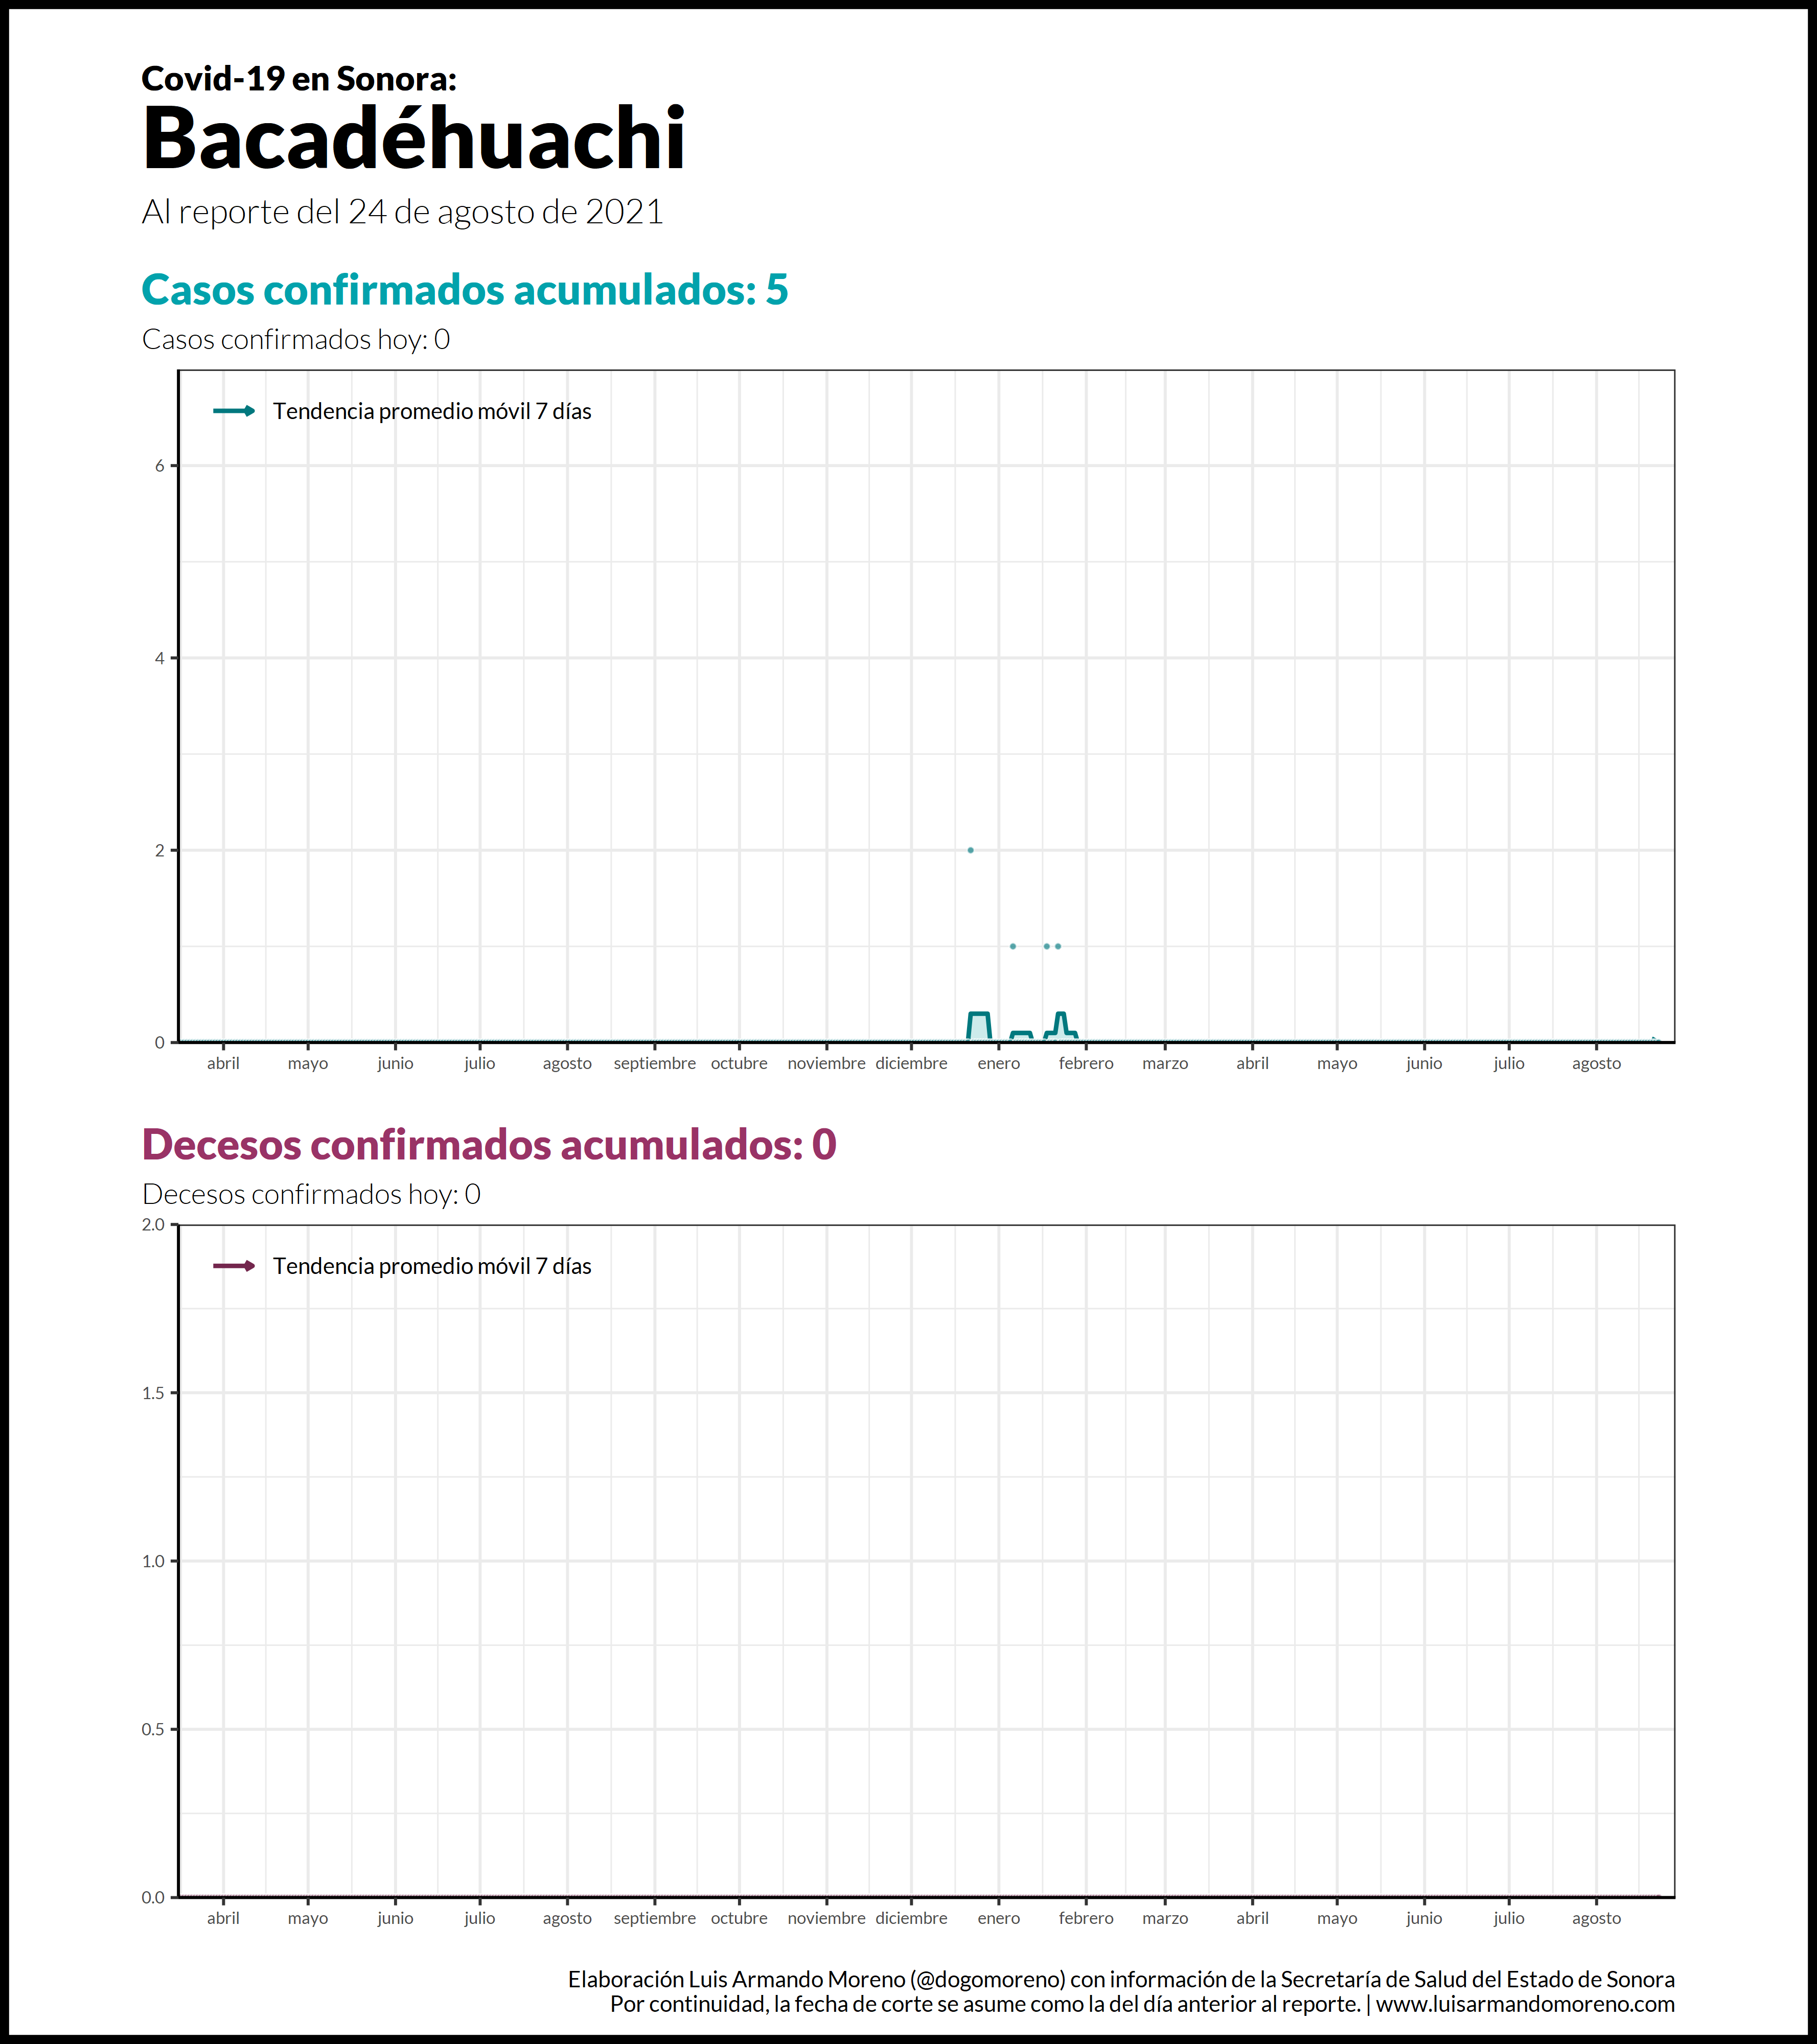 Covid-19 en Sonora:
Bacadéhuachi
Al reporte del 24 de agosto de 2021
Casos confirmados acumulados: 5
Casos confirmados hoy: 0
Tendencia promedio móvil 7 días
6
4
2
0
abril mayo junio julio agosto septiembre octubre noviembre diciembre enero febrero marzo abril mayo junio julio agosto
Decesos confirmados acumulados: 0
Decesos confirmados hoy: 0
2.0
Tendencia promedio móvil 7 días
1.5
1.0
0.5
0.0
abril mayo junio julio agosto septiembre octubre noviembre diciembre enero febrero marzo abril mayo junio julio agosto
Elaboración Luis Armando Moreno (@dogomoreno) con información de la Secretaría de Salud del Estado de Sonora
Por continuidad, la fecha de corte se asume como la del día anterior al reporte. | www.luisarmandomoreno.com